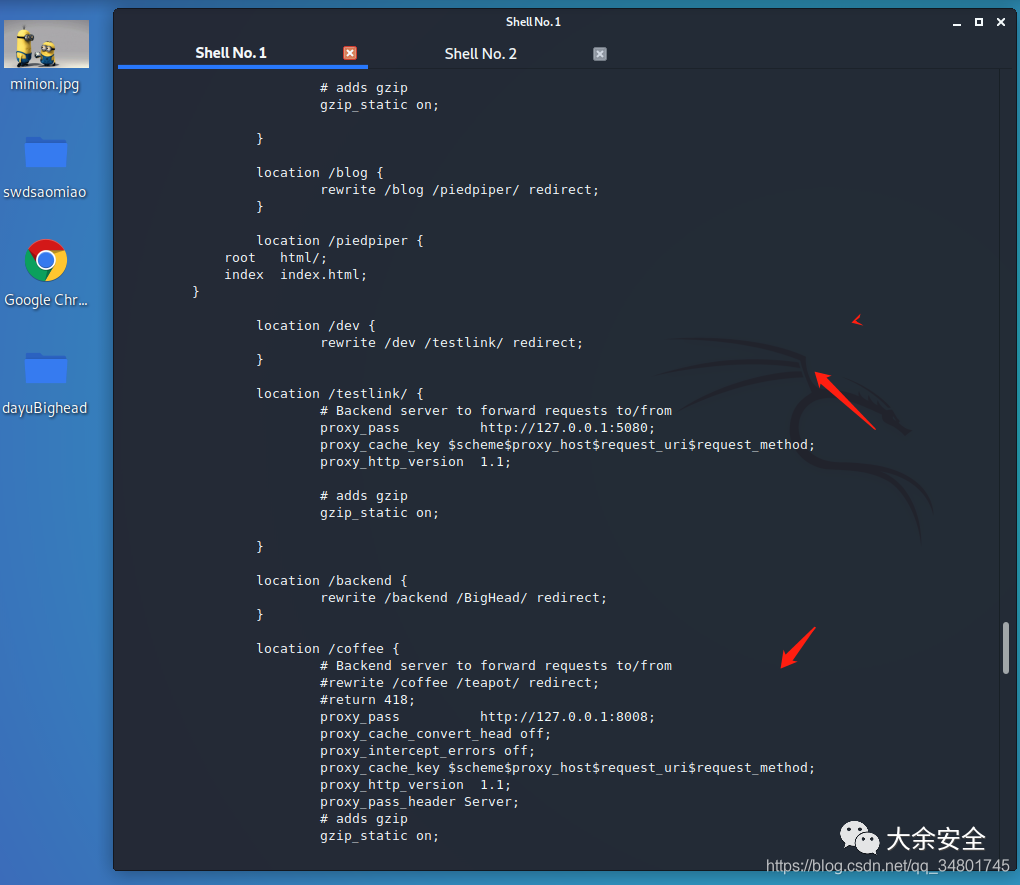 Shell No. 1
Shell No. 1
Shell No. 2
minion.jpg
swdsaomiao
Google Chr...
dayuBighead
# adds gzip
gzip_static on;
}
location /blog {
rewrite /blog /piedpiper/ redirect;
}
location /piedpiper {
root   html/;
index  index.html;
}
location /dev {
rewrite /dev /testlink/ redirect;
}
location /testlink/ {
# Backend server to forward requests to/from
proxy_pass          http://127.0.0.1:5080;
proxy_cache_key $scheme$proxy_host$request_uri$request_method;
proxy_http_version  1.1;
# adds gzip
gzip_static on;
}
location /backend {
rewrite /backend /BigHead/ redirect;
}
location /coffee {
# Backend server to forward requests to/from
#rewrite /coffee /teapot/ redirect;
#return 418;
proxy_pass          http://127.0.0.1:8008;
proxy_cache_convert_head off;
proxy_intercept_errors off;
proxy_cache_key $scheme$proxy_host$request_uri$request_method;
proxy_http_version  1.1;
proxy_pass_header Server;
# adds gzip
gzip_static on;
大余安全
https://blog.csdn.net/qq_34801745